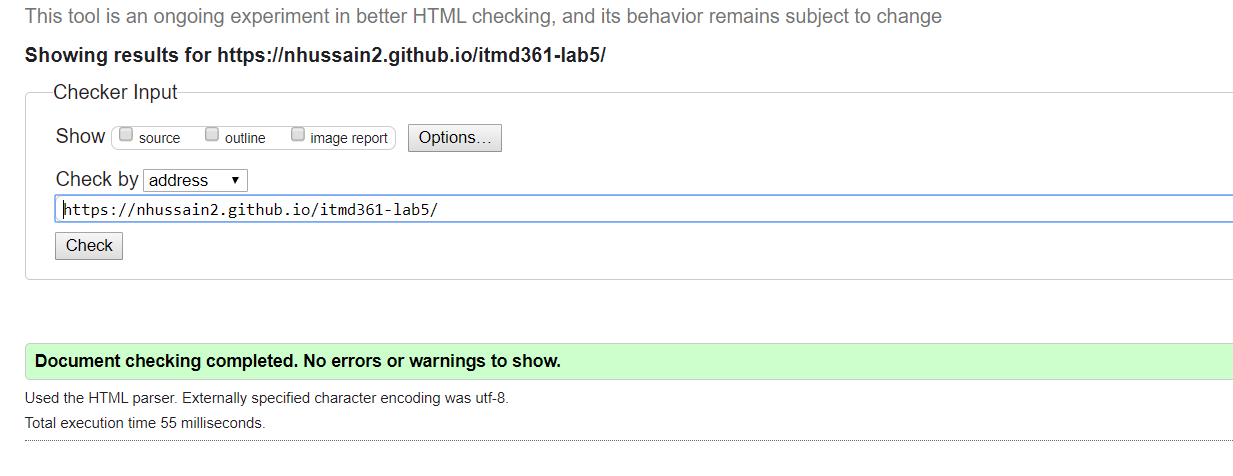 This tool is an ongoing experiment in better HTML checking, and its behavior remains subject to change
Showing results for https://nhussain2.github.io/itmd361-lab5/
Checker Input
Show source outline image report Options…
Check by address
https://nhussain2.github.io/itmd361-lab5/
Check
Document checking completed. No errors or warnings to show.
Used the HTML parser. Externally specified character encoding was utf-8.
Total execution time 55 milliseconds.